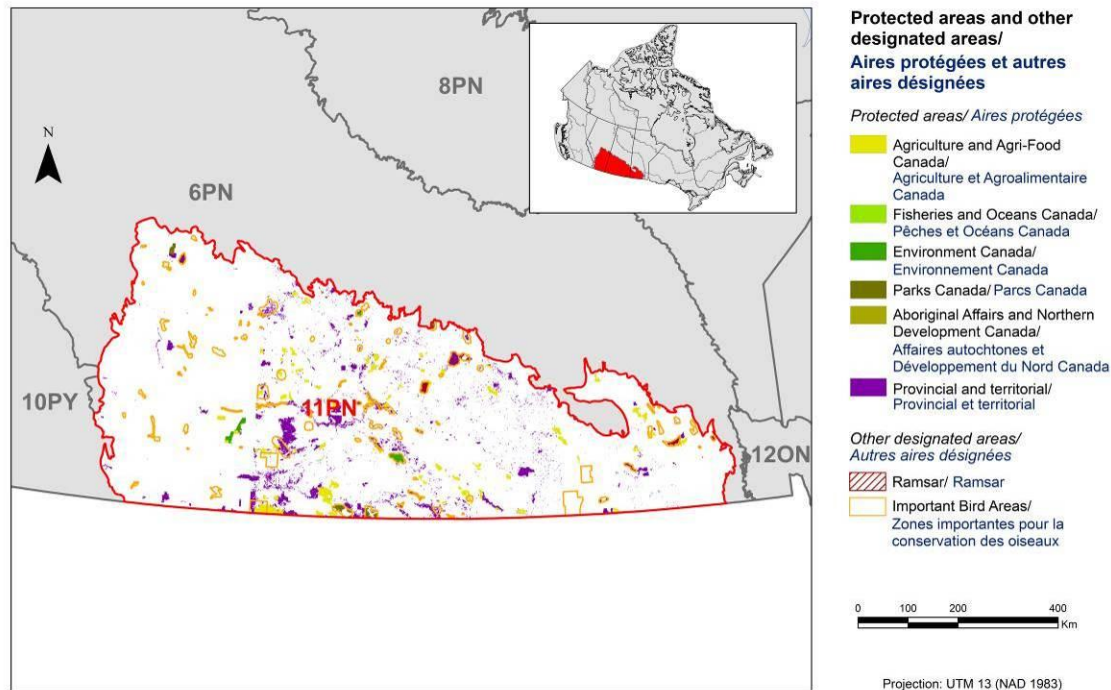 8PN
N
6PN
10PY
11PN
12ON
Protected areas and other
designated areas/
Aires protégées et autres
aires désignées
Protected areas/ Aires protégées
Agriculture and Agri-Food
Canada/
Agriculture et Agroalimentaire
Canada
Fisheries and Oceans Canada/
Pêches et Océans Canada
Environment Canada/
Environnement Canada
Parks Canada/ Parcs Canada
Aboriginal Affairs and Northern
Development Canada/
Affaires autochtones et
Développement du Nord Canada
Provincial and territorial/
Provincial et territorial
Other designated areas/
Autres aires désignées
Ramsar/ Ramsar
Important Bird Areas/
Zones importantes pour la
conservation des oiseaux
0 100 200 400
Km
Projection: UTM 13 (NAD 1983)